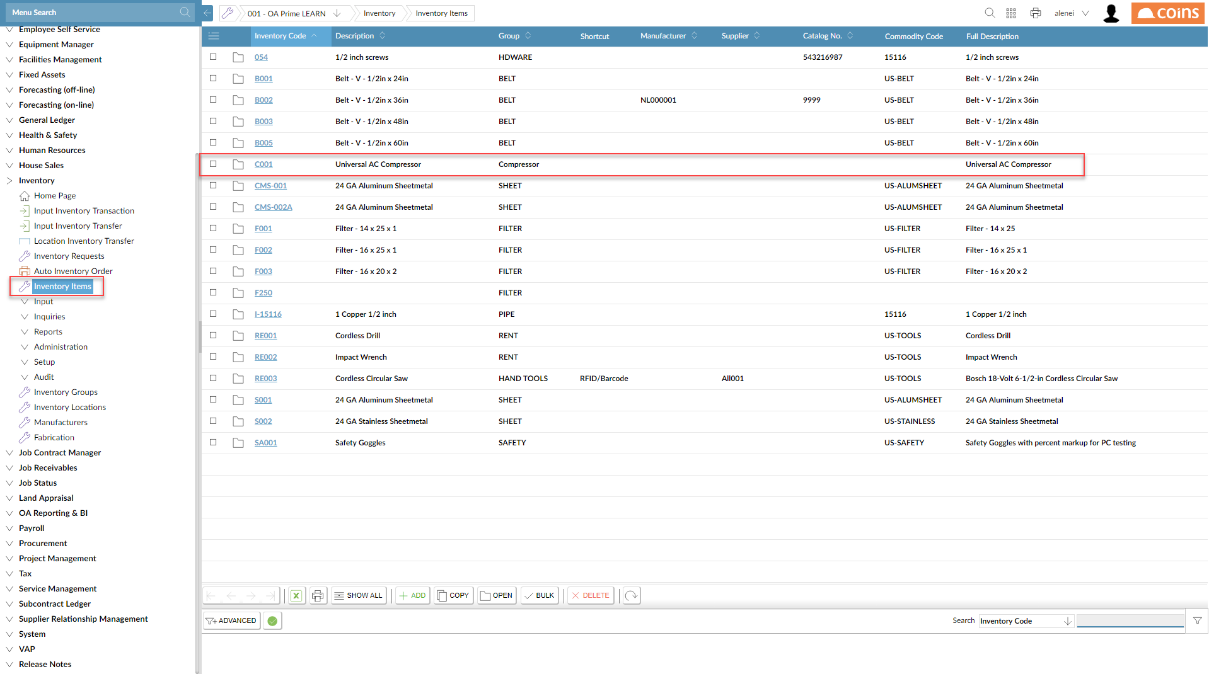 Menu Search
001 - OA Prime LEARN
Inventory
Inventory Items
alenei
COINS
Employee Self Service
Equipment Manager
Facilities Management
Fixed Assets
Forecasting (off-line)
Forecasting (on-line)
General Ledger
Health & Safety
Human Resources
House Sales
Inventory
Home Page
Input Inventory Transaction
Input Inventory Transfer
Location Inventory Transfer
Inventory Requests
Auto Inventory Order
Inventory Items
Input
Inquiries
Reports
Administration
Setup
Audit
Inventory Groups
Inventory Locations
Manufacturers
Fabrication
Job Contract Manager
Job Receivables
Job Status
Land Appraisal
OA Reporting & BI
Payroll
Procurement
Project Management
Tax
Service Management
Subcontract Ledger
Supplier Relationship Management
System
VAP
Release Notes
Inventory Code Description Group Shortcut Manufacturer Supplier Catalog No. Commodity Code Full Description
054 1/2 inch screws HDWARE 543216987 15116 1/2 inch screws
B001 Belt - V - 1/2in x 24in BELT US-BELT Belt - V - 1/2in x 24in
B002 Belt - V - 1/2in x 36in BELT NL000001 9999 US-BELT Belt - V - 1/2in x 36in
B003 Belt - V - 1/2in x 48in BELT US-BELT Belt - V - 1/2in x 48in
B005 Belt - V - 1/2in x 60in BELT US-BELT Belt - V - 1/2in x 60in
C001 Universal AC Compressor Compressor Universal AC Compressor
CMS-001 24 GA Aluminum Sheetmetal SHEET US-ALUMSHEET 24 GA Aluminum Sheetmetal
CMS-002A 24 GA Aluminum Sheetmetal SHEET US-ALUMSHEET 24 GA Aluminum Sheetmetal
F001 Filter - 14 x 25 x 1 FILTER US-FILTER Filter - 14 x 25
F002 Filter - 16 x 25 x 1 FILTER US-FILTER Filter - 16 x 25 x 1
F003 Filter - 16 x 20 x 2 FILTER US-FILTER Filter - 16 x 20 x 2
F250 FILTER
I-15116 1 Copper 1/2 inch PIPE 15116 1 Copper 1/2 inch
RE001 Cordless Drill RENT US-TOOLS Cordless Drill
RE002 Impact Wrench RENT US-TOOLS Impact Wrench
RE003 Cordless Circular Saw HAND TOOLS RFID/Barcode All001 US-TOOLS Bosch 18-Volt 6-1/2-in Cordless Circular Saw
S001 24 GA Aluminum Sheetmetal SHEET US-ALUMSHEET 24 GA Aluminum Sheetmetal
S002 24 GA Stainless Sheetmetal SHEET US-STAINLESS 24 GA Stainless Sheetmetal
SA001 Safety Goggles SAFETY US-SAFETY Safety Goggles with percent markup for PC testing
SHOW ALL ADD COPY OPEN BULK DELETE
ADVANCED Search Inventory Code